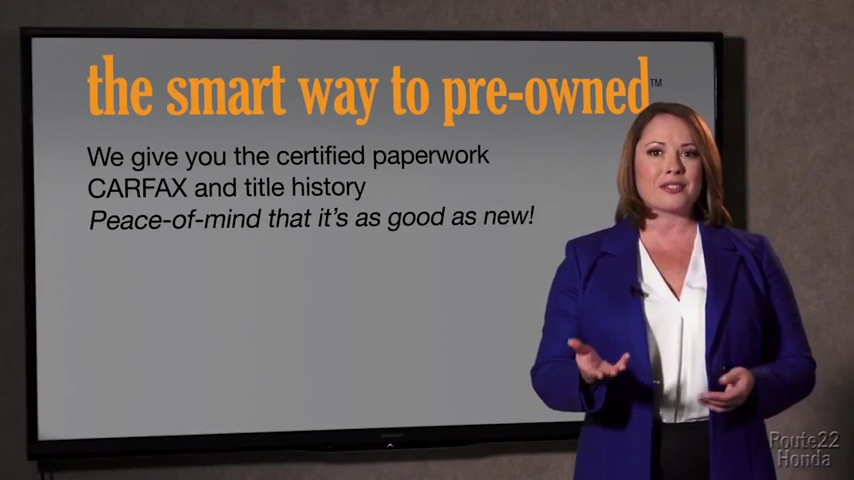 the smart way to pre-owned™
We give you the certified paperwork
CARFAX and title history
Peace-of-mind that it's as good as new!
Route22
Honda